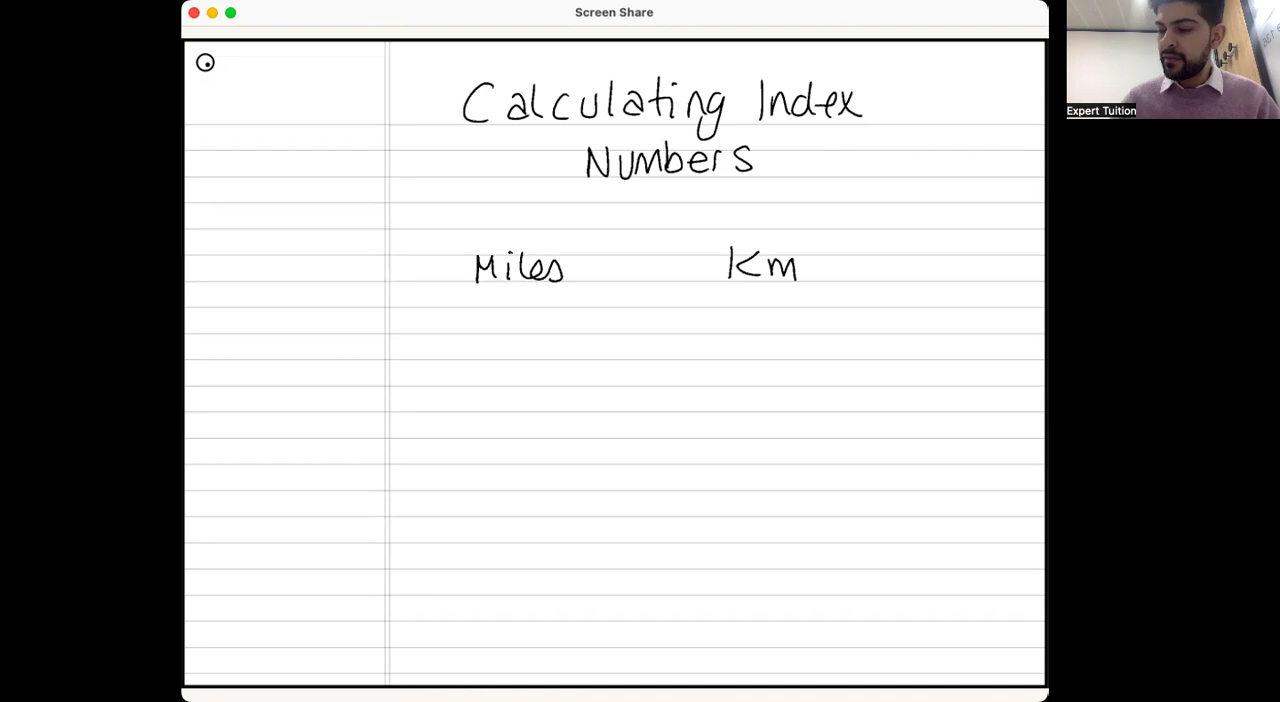 Screen Share
Calculating Index
Numbers
Miles Km
Expert Tuition